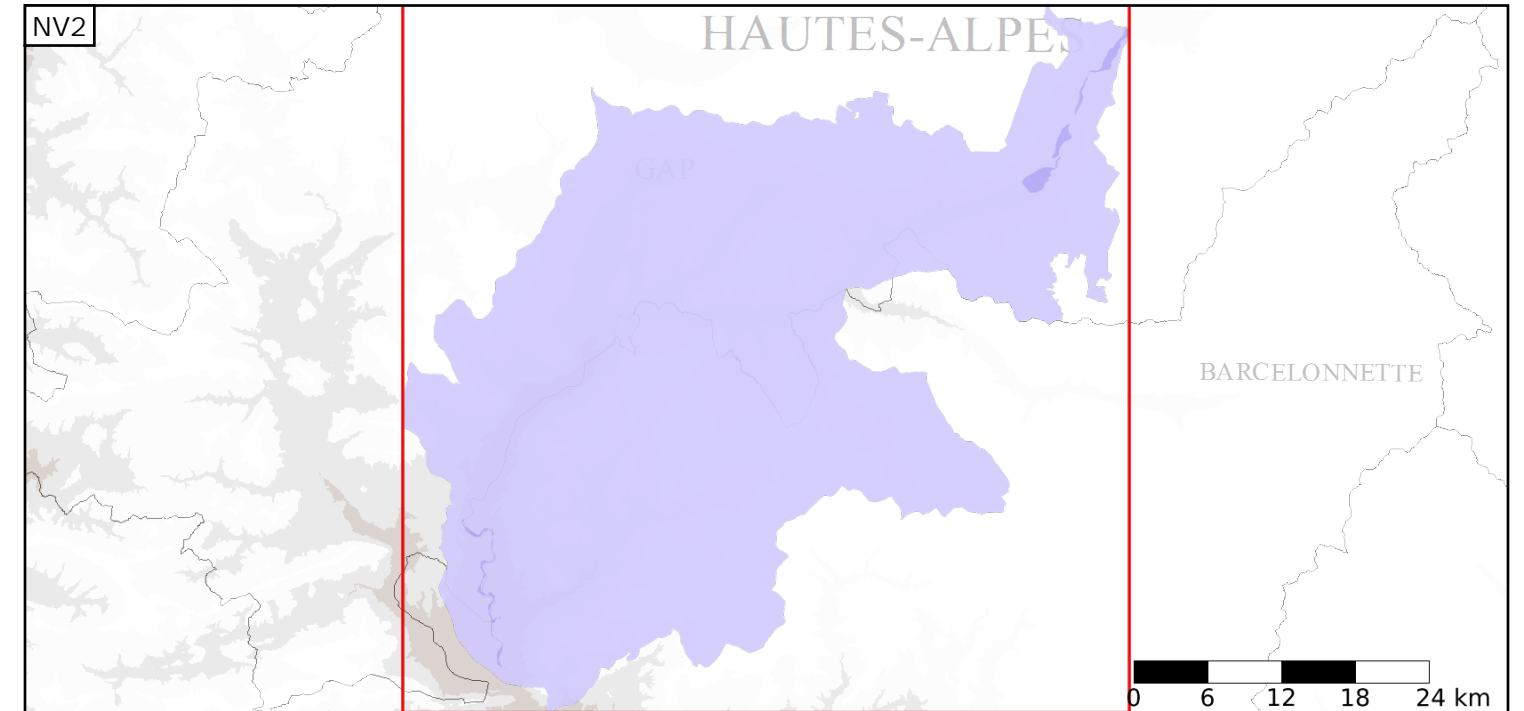 NV2
HAUTES-ALPES
GAP
BARCELONNETTE
0 6 12 18 24 km